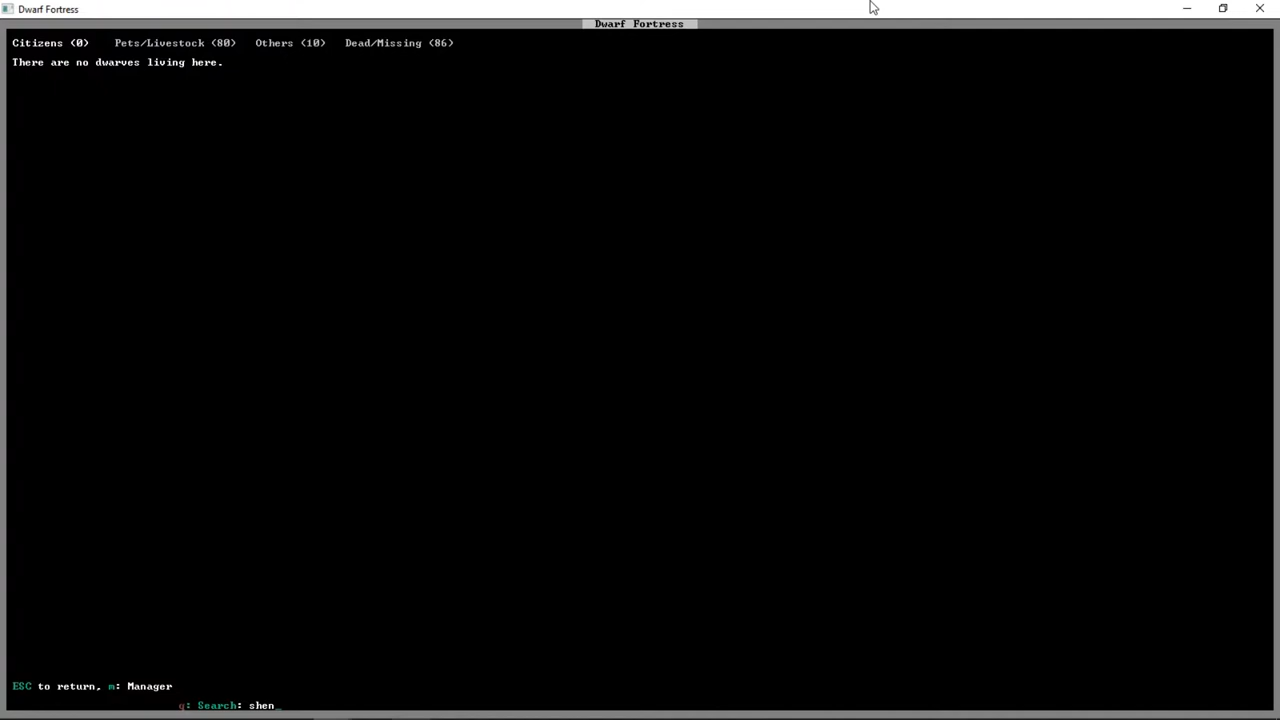 Dwarf Fortress
Dwarf Fortress
Citizens (0) Pets/Livestock (80) Others (10) Dead/Missing (86)
There are no dwarves living here.
ESC to return, m: Manager
q: Search: shen_